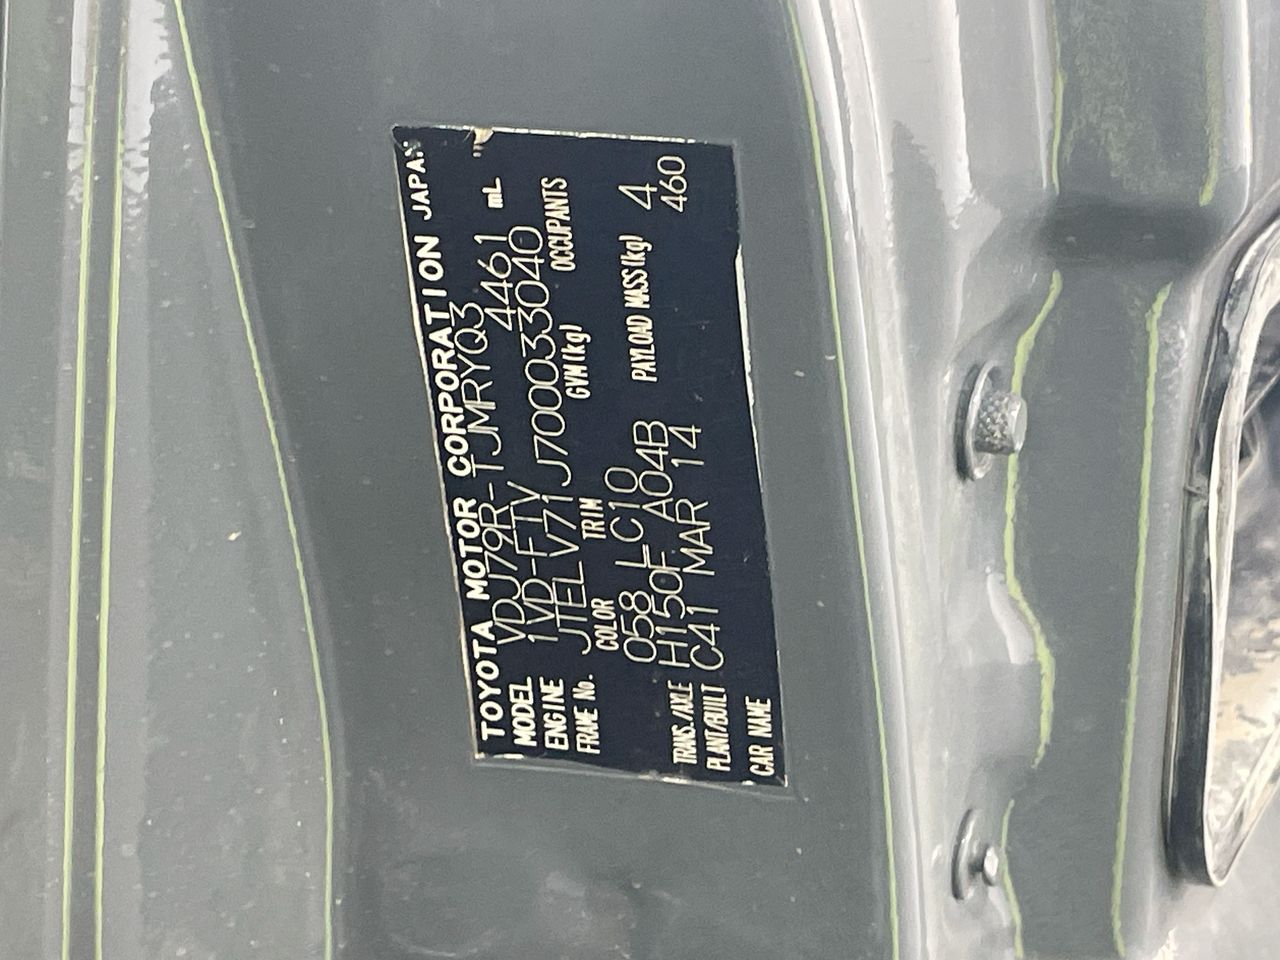 TOYOTA MOTOR CORPORATION JAPAN
MODEL VDJ79R-TJMRYQ3
ENGINE 1VD-FTV 4461 mL
FRAME No. JTELV71J700033040
COLOR TRIM GVM(kg) OCCUPANTS
058 LC10 4
TRANS./AXLE H150F A04B PAYLOAD MASS(kg) 460
PLANT/BUILT C41 MAR 14
CAR NAME